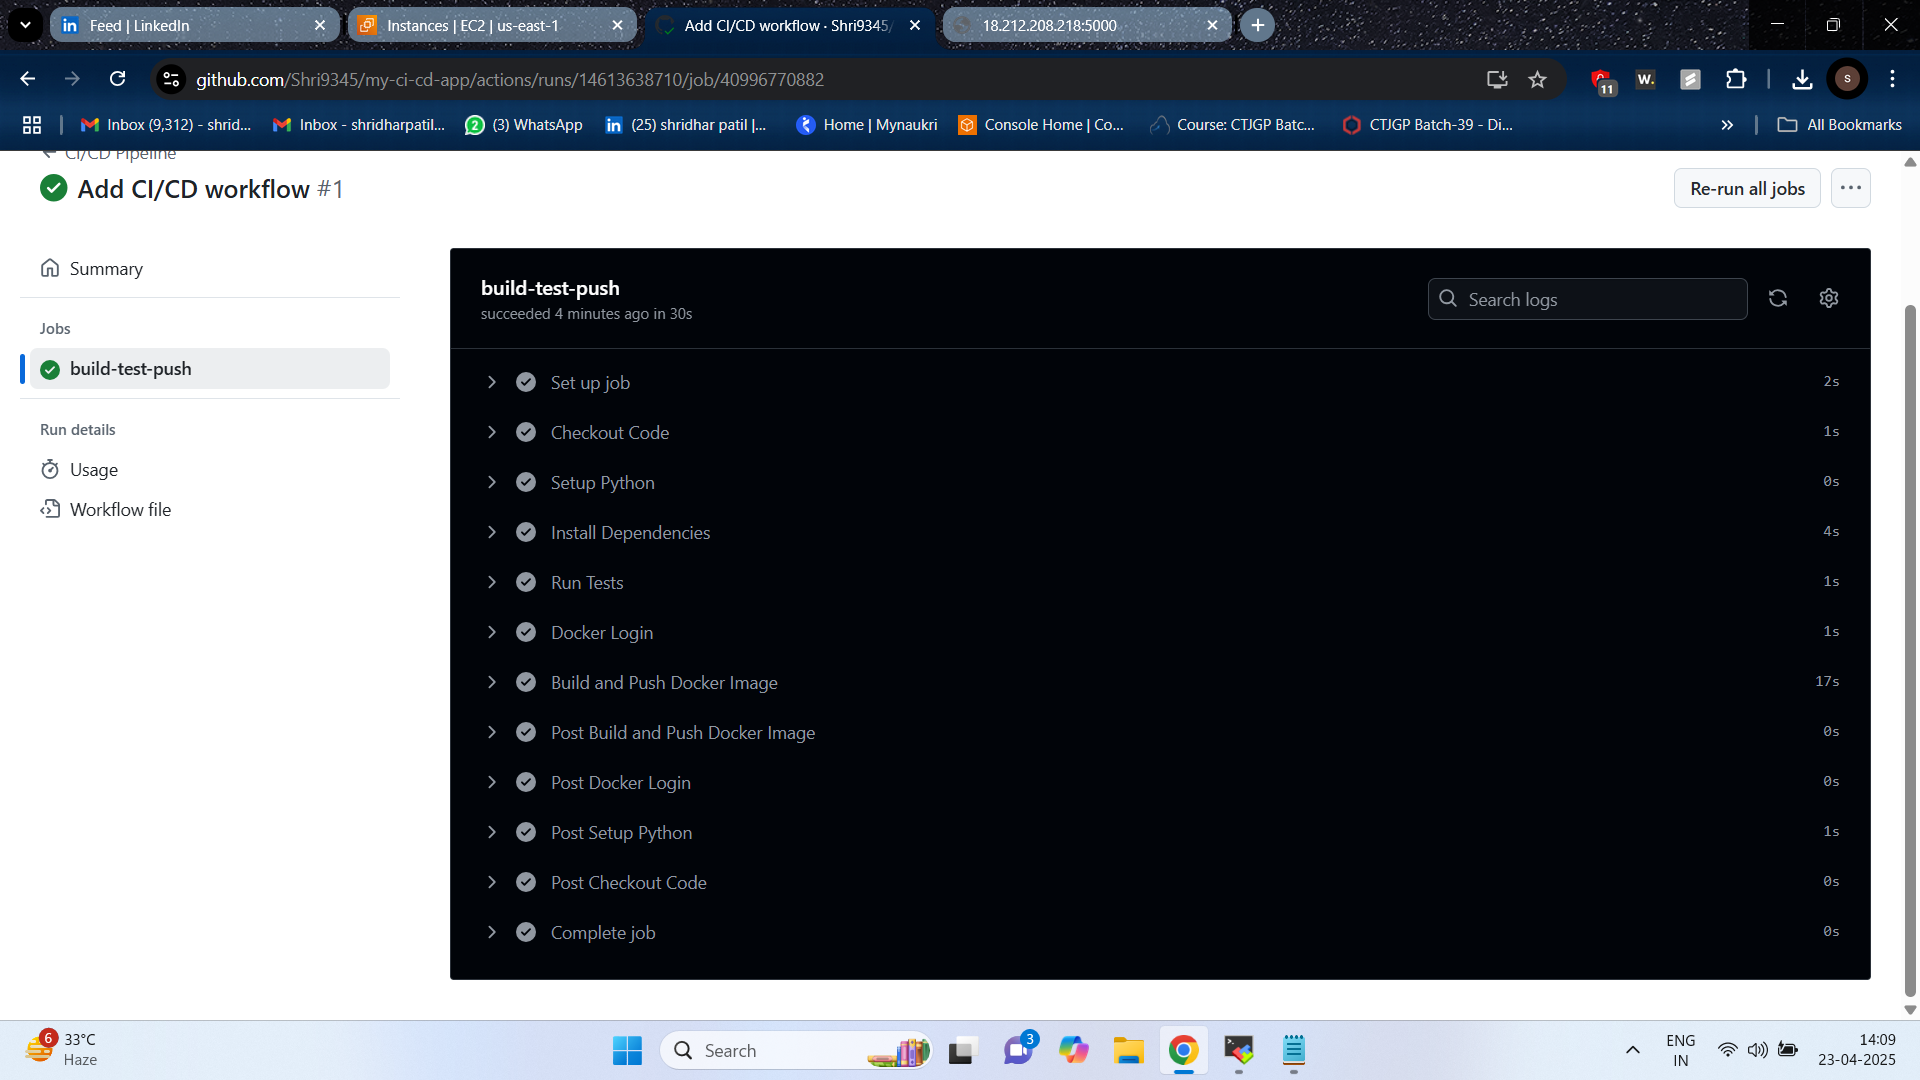 Feed | LinkedIn
Instances | EC2 | us-east-1
Add CI/CD workflow · Shri9345/
18.212.208.218:5000
github.com/Shri9345/my-ci-cd-app/actions/runs/14613638710/job/40996770882
11
W.
S
Inbox (9,312) - shrid...
Inbox - shridharpatil...
2
(3) WhatsApp
(25) shridhar patil |...
Home | Mynaukri
Console Home | Co...
Course: CTJGP Batc...
CTJGP Batch-39 - Di...
All Bookmarks
CI/CD Pipeline
Add CI/CD workflow #1
Re-run all jobs
Summary
Jobs
build-test-push
Run details
Usage
Workflow file
build-test-push
succeeded 4 minutes ago in 30s
Search logs
Set up job 2s
Checkout Code 1s
Setup Python 0s
Install Dependencies 4s
Run Tests 1s
Docker Login 1s
Build and Push Docker Image 17s
Post Build and Push Docker Image 0s
Post Docker Login 0s
Post Setup Python 1s
Post Checkout Code 0s
Complete job 0s
6
33°C
Haze
Search
3
ENG
IN
14:09
23-04-2025